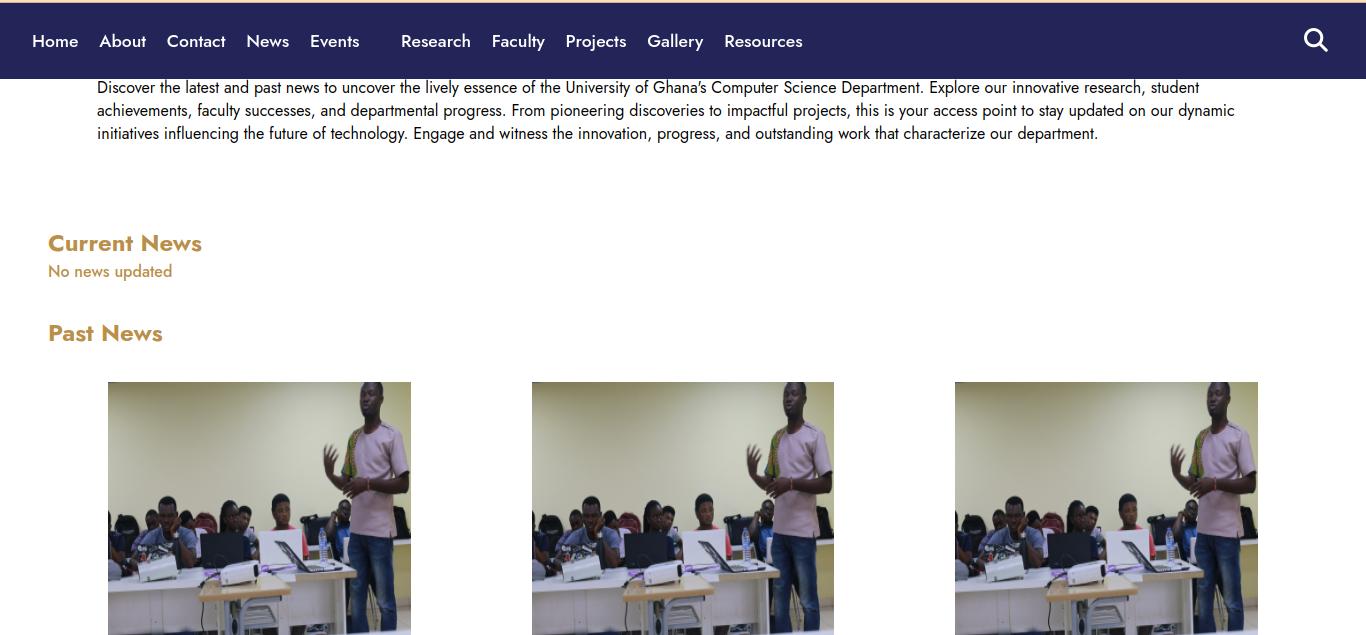 Home About Contact News Events Research Faculty Projects Gallery Resources
Discover the latest and past news to uncover the lively essence of the University of Ghana's Computer Science Department. Explore our innovative research, student
achievements, faculty successes, and departmental progress. From pioneering discoveries to impactful projects, this is your access point to stay updated on our dynamic
initiatives influencing the future of technology. Engage and witness the innovation, progress, and outstanding work that characterize our department.
Current News
No news updated
Past News